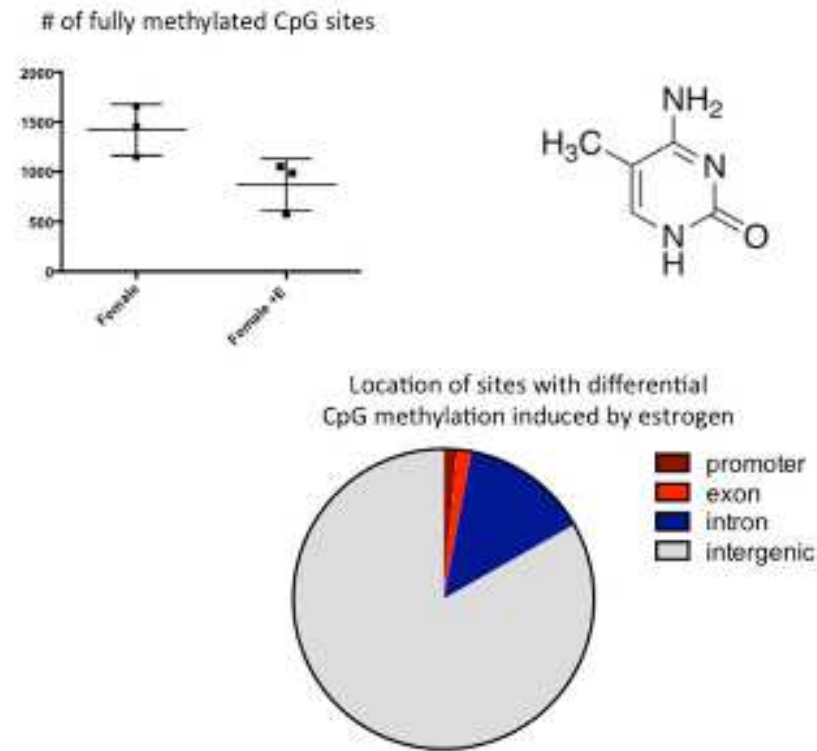 # of fully methylated CpG sites
2000
1500
1000
500
0
Female
Female +E
NH2
H3C
N
N
H
O
Location of sites with differential
CpG methylation induced by estrogen
promoter
exon
intron
intergenic